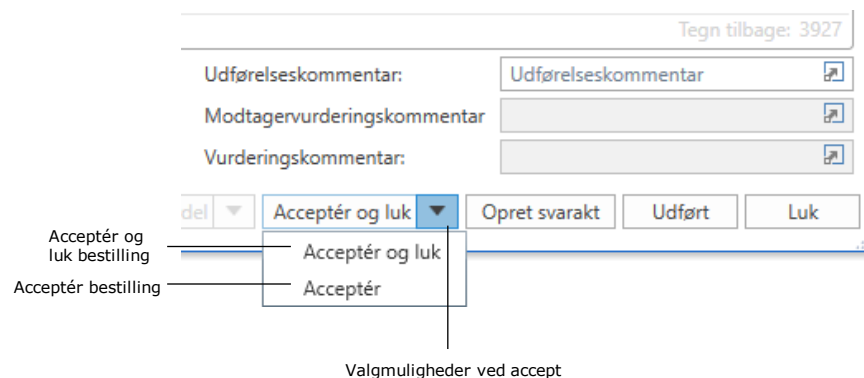 Tegn tilbage: 3927
Udførelseskommentar: Udførelseskommentar
Modtagervurderingskommentar
Vurderingskommentar:
del Acceptér og luk Opret svarakt Udført Luk
Acceptér og
luk bestilling
Acceptér og luk
Acceptér bestilling
Acceptér
Valgmuligheder ved accept